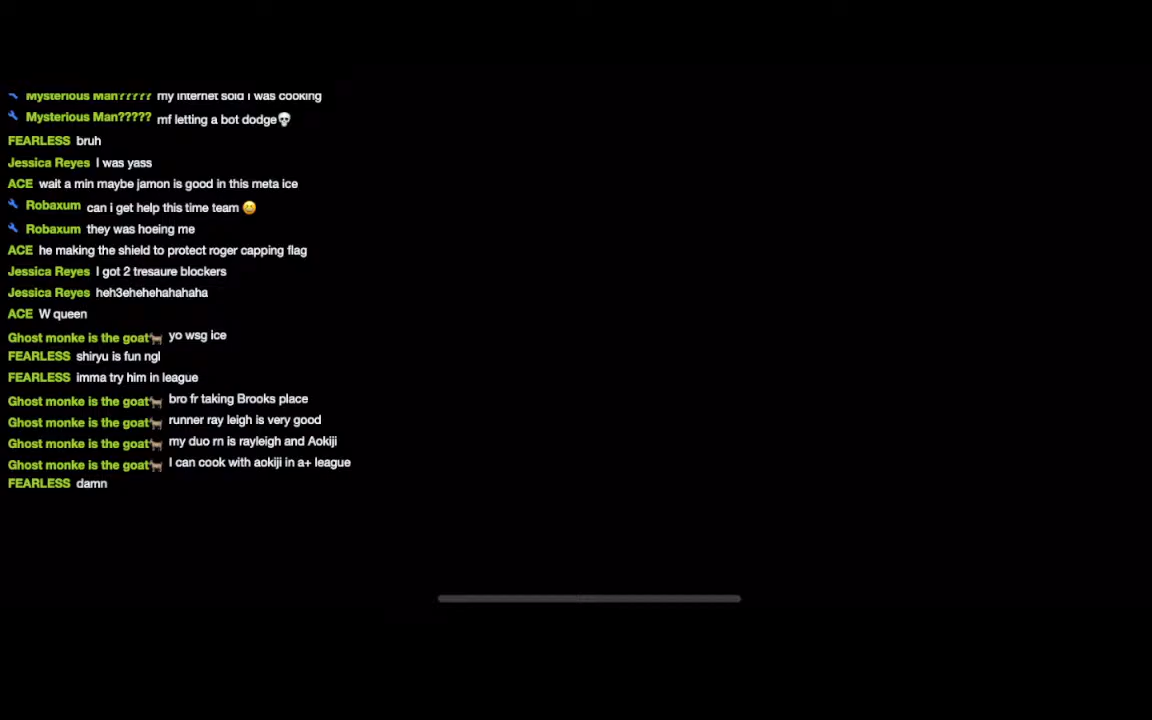 Mysterious Man????? my internet sold I was cooking
Mysterious Man????? mf letting a bot dodge💀
FEARLESS bruh
Jessica Reyes I was yass
ACE wait a min maybe jamon is good in this meta ice
Robaxum can i get help this time team 😀
Robaxum they was hoeing me
ACE he making the shield to protect roger capping flag
Jessica Reyes I got 2 tresaure blockers
Jessica Reyes heh3ehehehahahaha
ACE W queen
Ghost monke is the goat🐐 yo wsg ice
FEARLESS shiryu is fun ngl
FEARLESS imma try him in league
Ghost monke is the goat🐐 bro fr taking Brooks place
Ghost monke is the goat🐐 runner ray leigh is very good
Ghost monke is the goat🐐 my duo rn is rayleigh and Aokiji
Ghost monke is the goat🐐 I can cook with aokiji in a+ league
FEARLESS damn